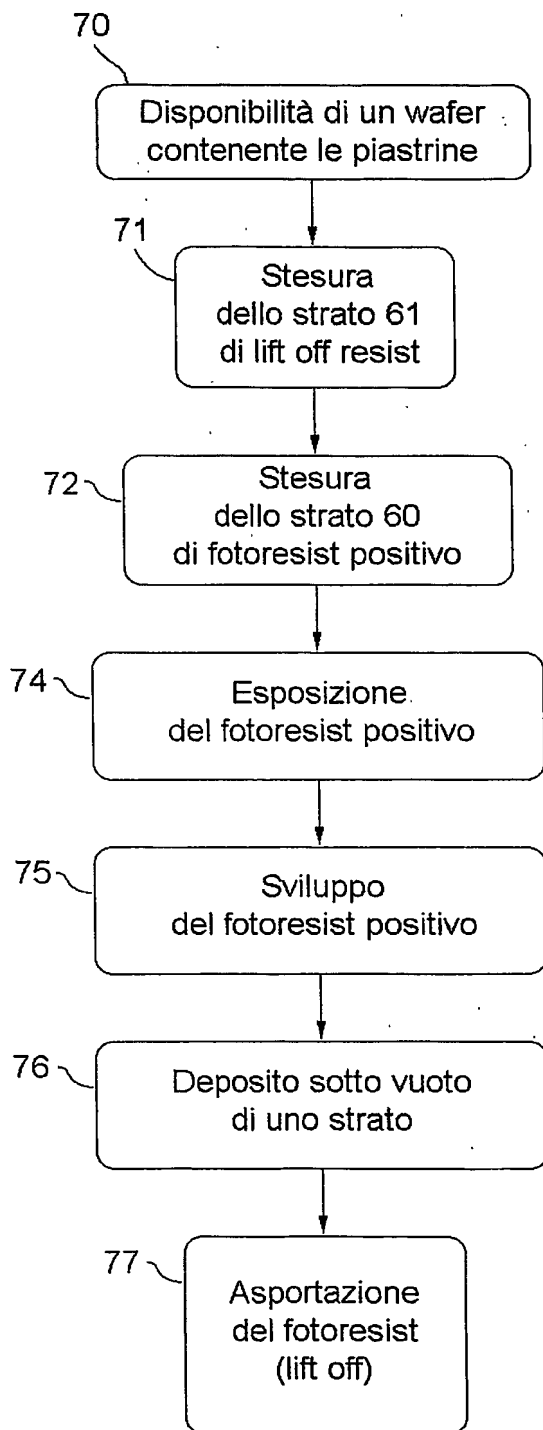 70
Disponibilità di un wafer
contenente le piastrine
71
Stesura
dello strato 61
di lift off resist
72
Stesura
dello strato 60
di fotoresist positivo
74
Esposizione
del fotoresist positivo
75
Sviluppo
del fotoresist positivo
76
Deposito sotto vuoto
di uno strato
77
Asportazione
del fotoresist
(lift off)